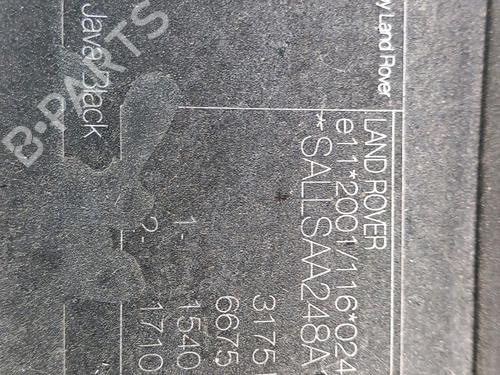 y Land Rover
LAND ROVER
e11*2001/116*024
*SALLSAA248A
3175
6675
1- 1540
2- 1710
Java Black
B-PARTS